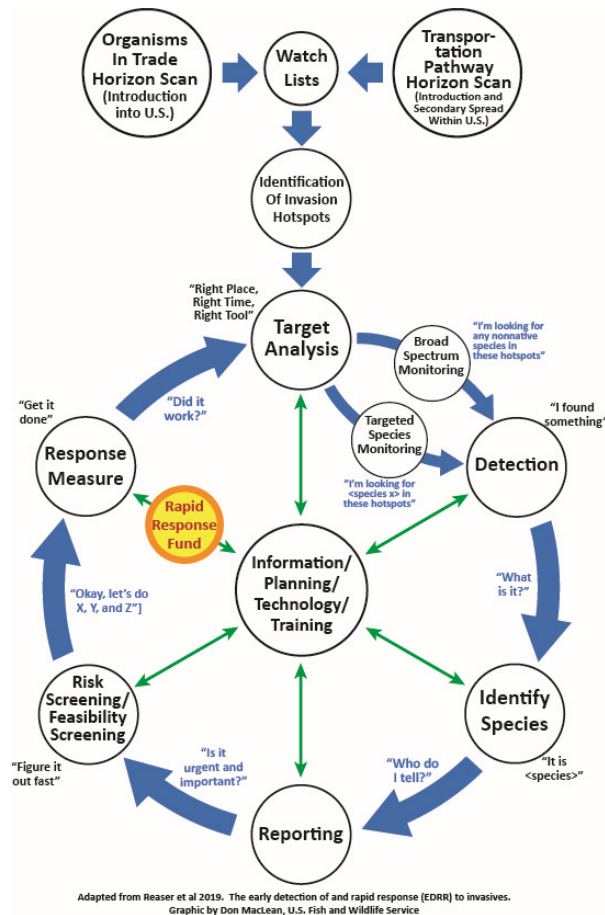 Organisms
In Trade
Horizon Scan
(Introduction
into U.S.)
Watch
Lists
Transpor-
tation
Pathway
Horizon Scan
(Introduction and
Secondary Spread
Within U.S.)
Identification
Of Invasion
Hotspots
“Right Place,
Right Time,
Right Tool”
Target
Analysis
Broad
Spectrum
Monitoring
“I’m looking for
any nonnative
species in
these hotspots”
Targeted
Species
Monitoring
“I’m looking for
<species x> in
these hotspots”
“I found
something”
Detection
“Did it
work?”
“Get it
done”
Response
Measure
Rapid
Response
Fund
Information/
Planning/
Technology/
Training
“What
is it?”
“Okay, let’s do
X, Y, and Z”]
Risk
Screening/
Feasibility
Screening
Identify
Species
“Figure it
out fast”
“Is it
urgent and
important?”
“Who do
I tell?”
“It is
<species>”
Reporting
Adapted from Reaser et al 2019. The early detection of and rapid response (EDRR) to invasives.
Graphic by Don MacLean, U.S. Fish and Wildlife Service